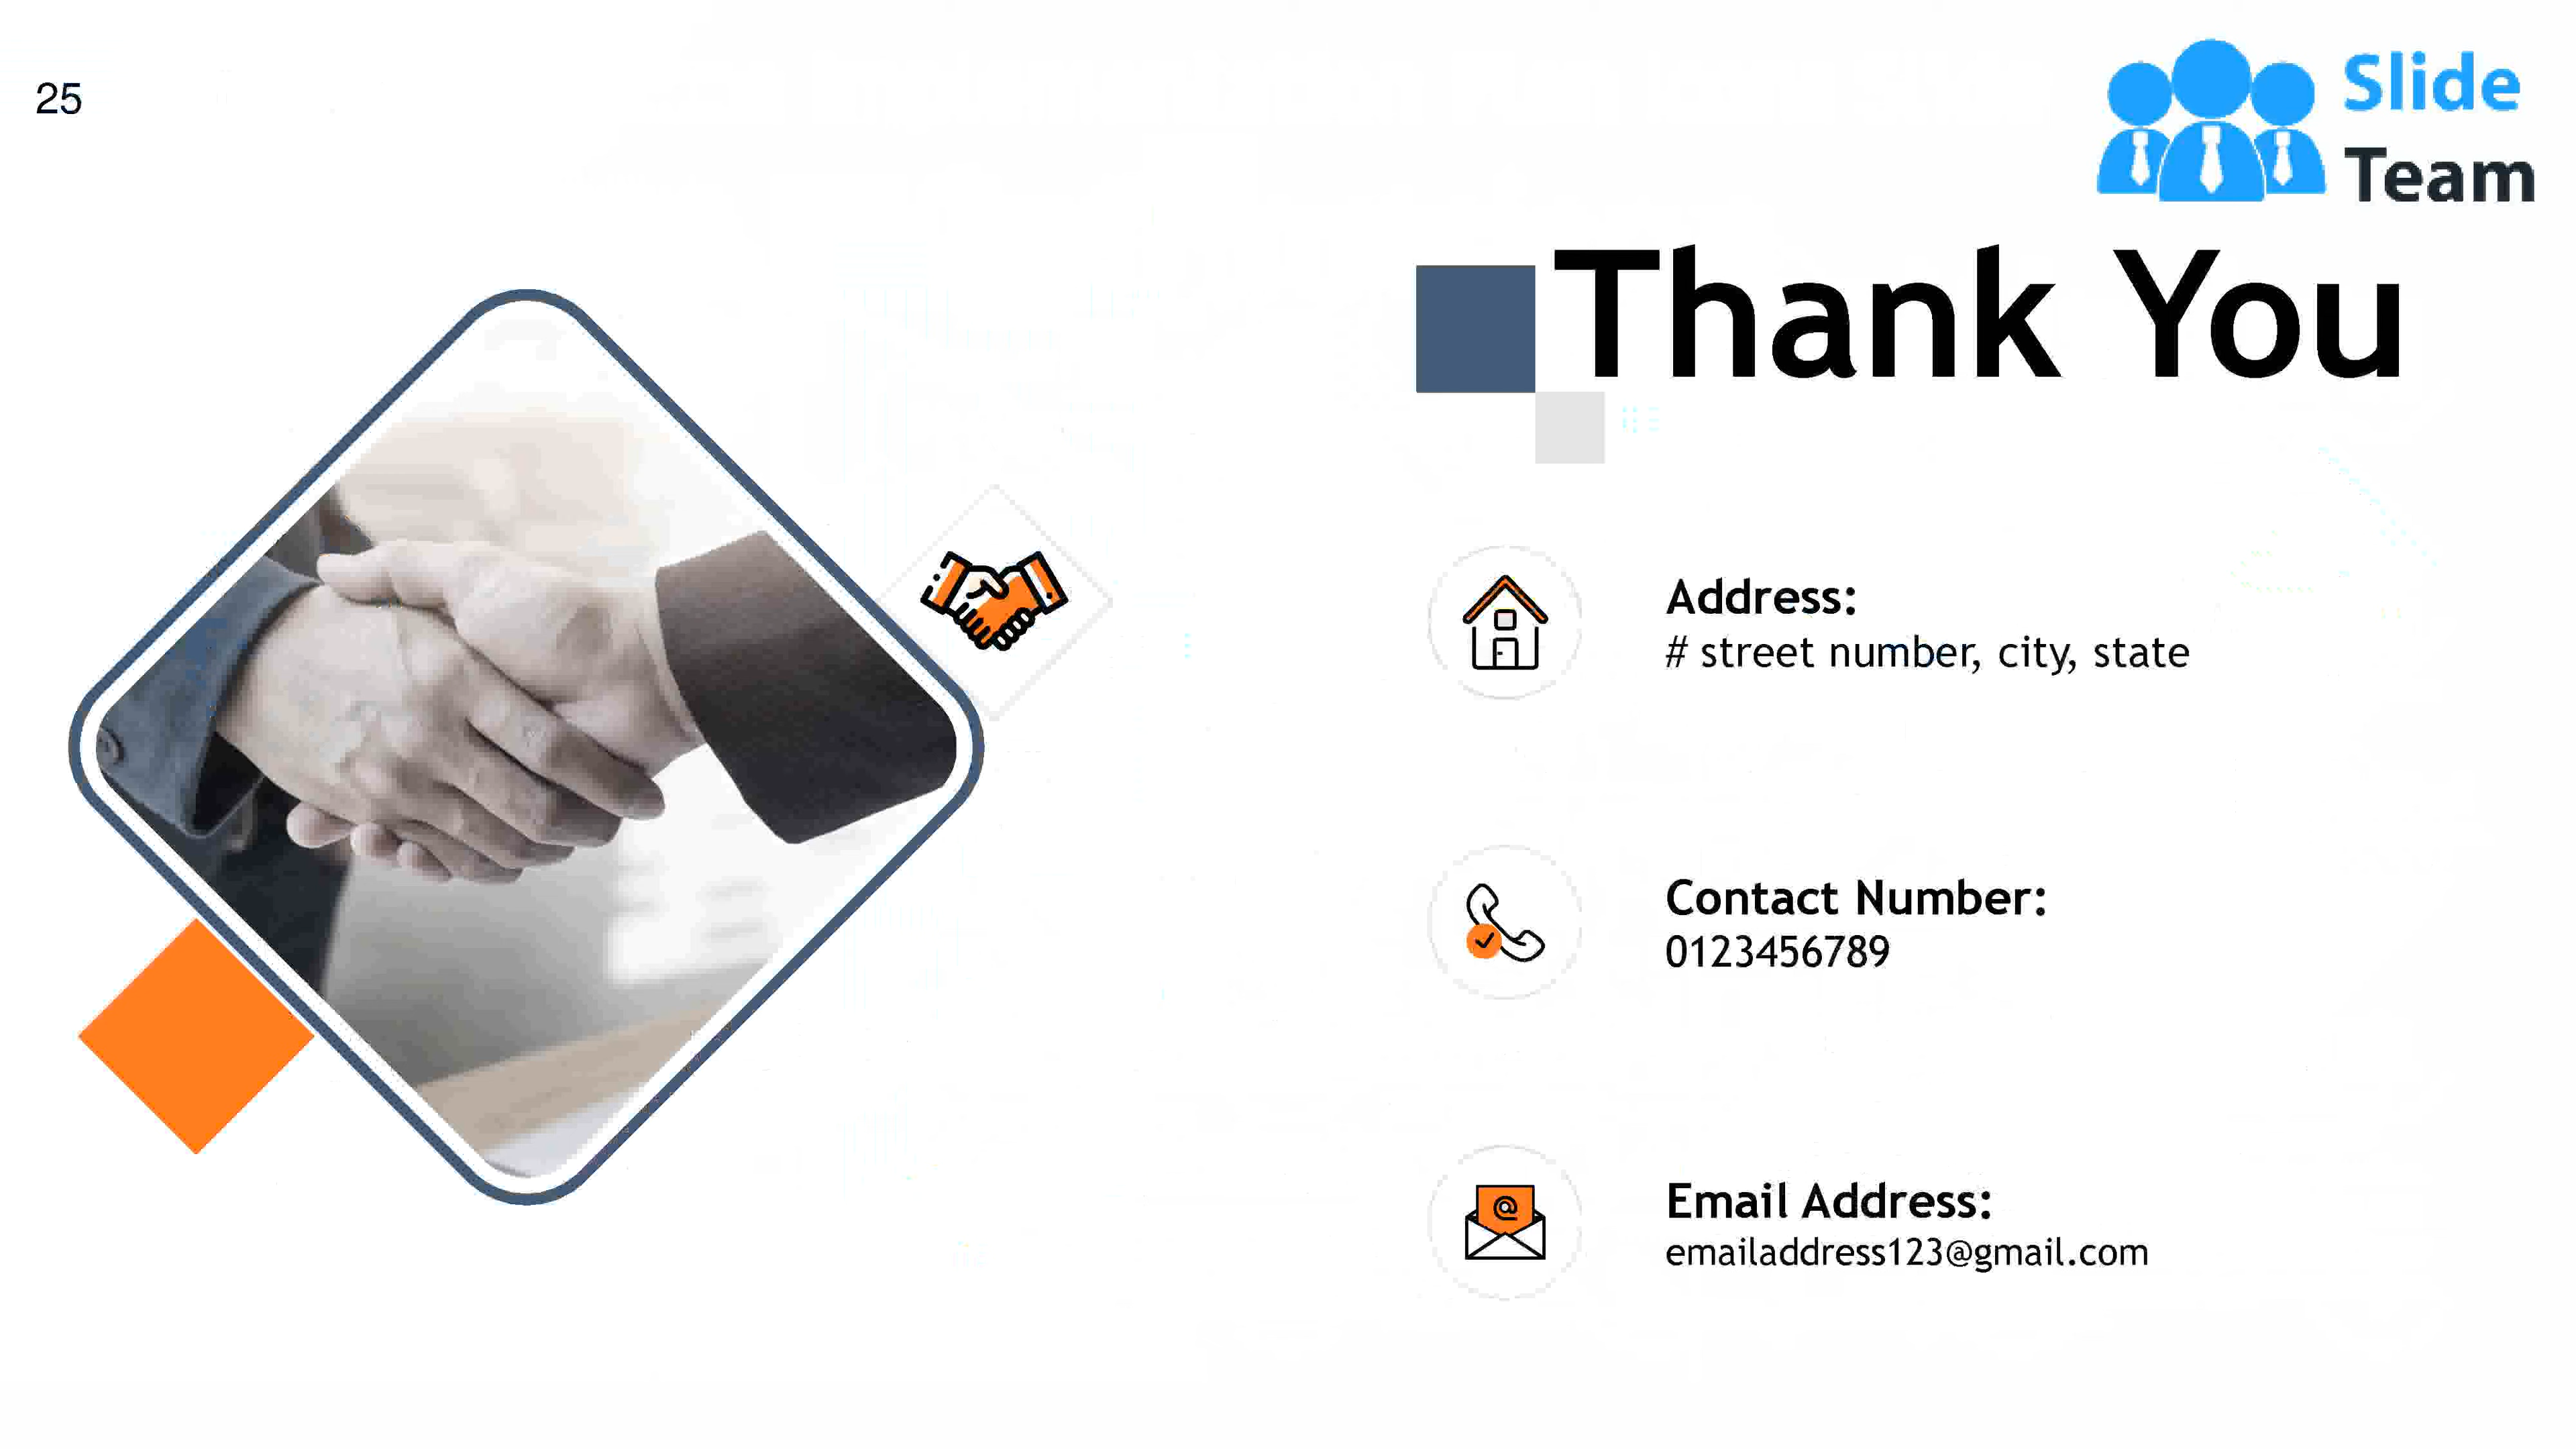 25
Slide
Team
Thank You
Address:
# street number, city, state
Contact Number:
0123456789
@
Email Address:
emailaddress123@gmail.com